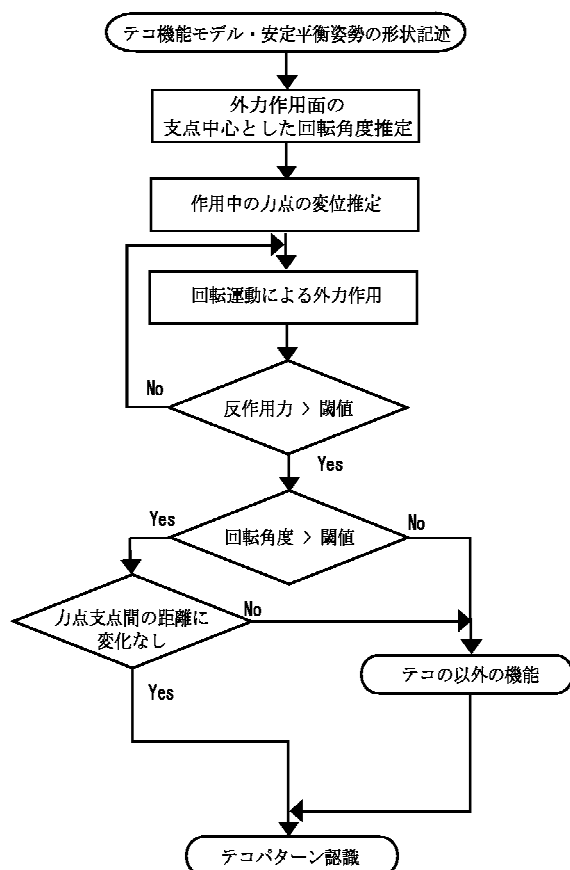 テコ機能モデル・安定平衡姿勢の形状記述
外力作用面の
支点中心とした回転角度推定
作用中の力点の変位推定
回転運動による外力作用
No
反作用力 > 閾値
Yes
Yes
回転角度 > 閾値
No
力点支点間の距離に
変化なし
No
テコの以外の機能
Yes
テコパターン認識